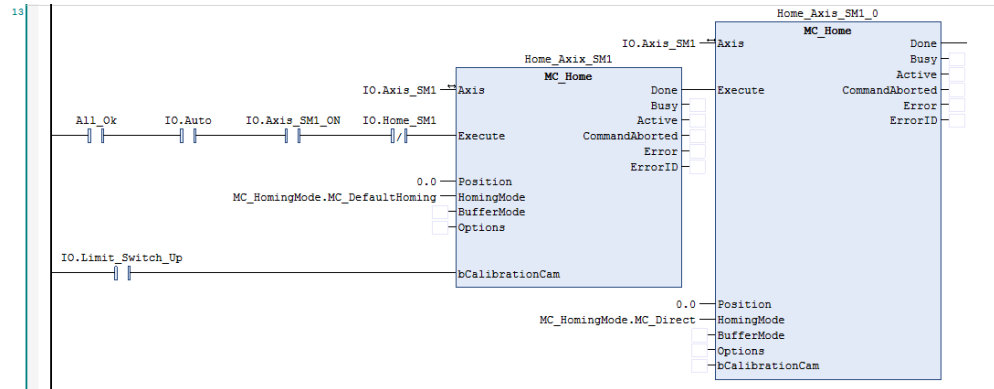 13
Home_Axis_SM1_0
MC_Home
IO.Axis_SM1 Axis Done
Busy
Active
CommandAborted
Error
ErrorID
Execute
Home_Axix_SM1
MC_Home
IO.Axis_SM1 Axis Done
Busy
Active
CommandAborted
Error
ErrorID
All_Ok IO.Auto IO.Axis_SM1_ON IO.Home_SM1
Execute
0.0 Position
MC_HomingMode.MC_DefaultHoming HomingMode
BufferMode
Options
IO.Limit_Switch_Up
bCalibrationCam
0.0 Position
MC_HomingMode.MC_Direct HomingMode
BufferMode
Options
bCalibrationCam